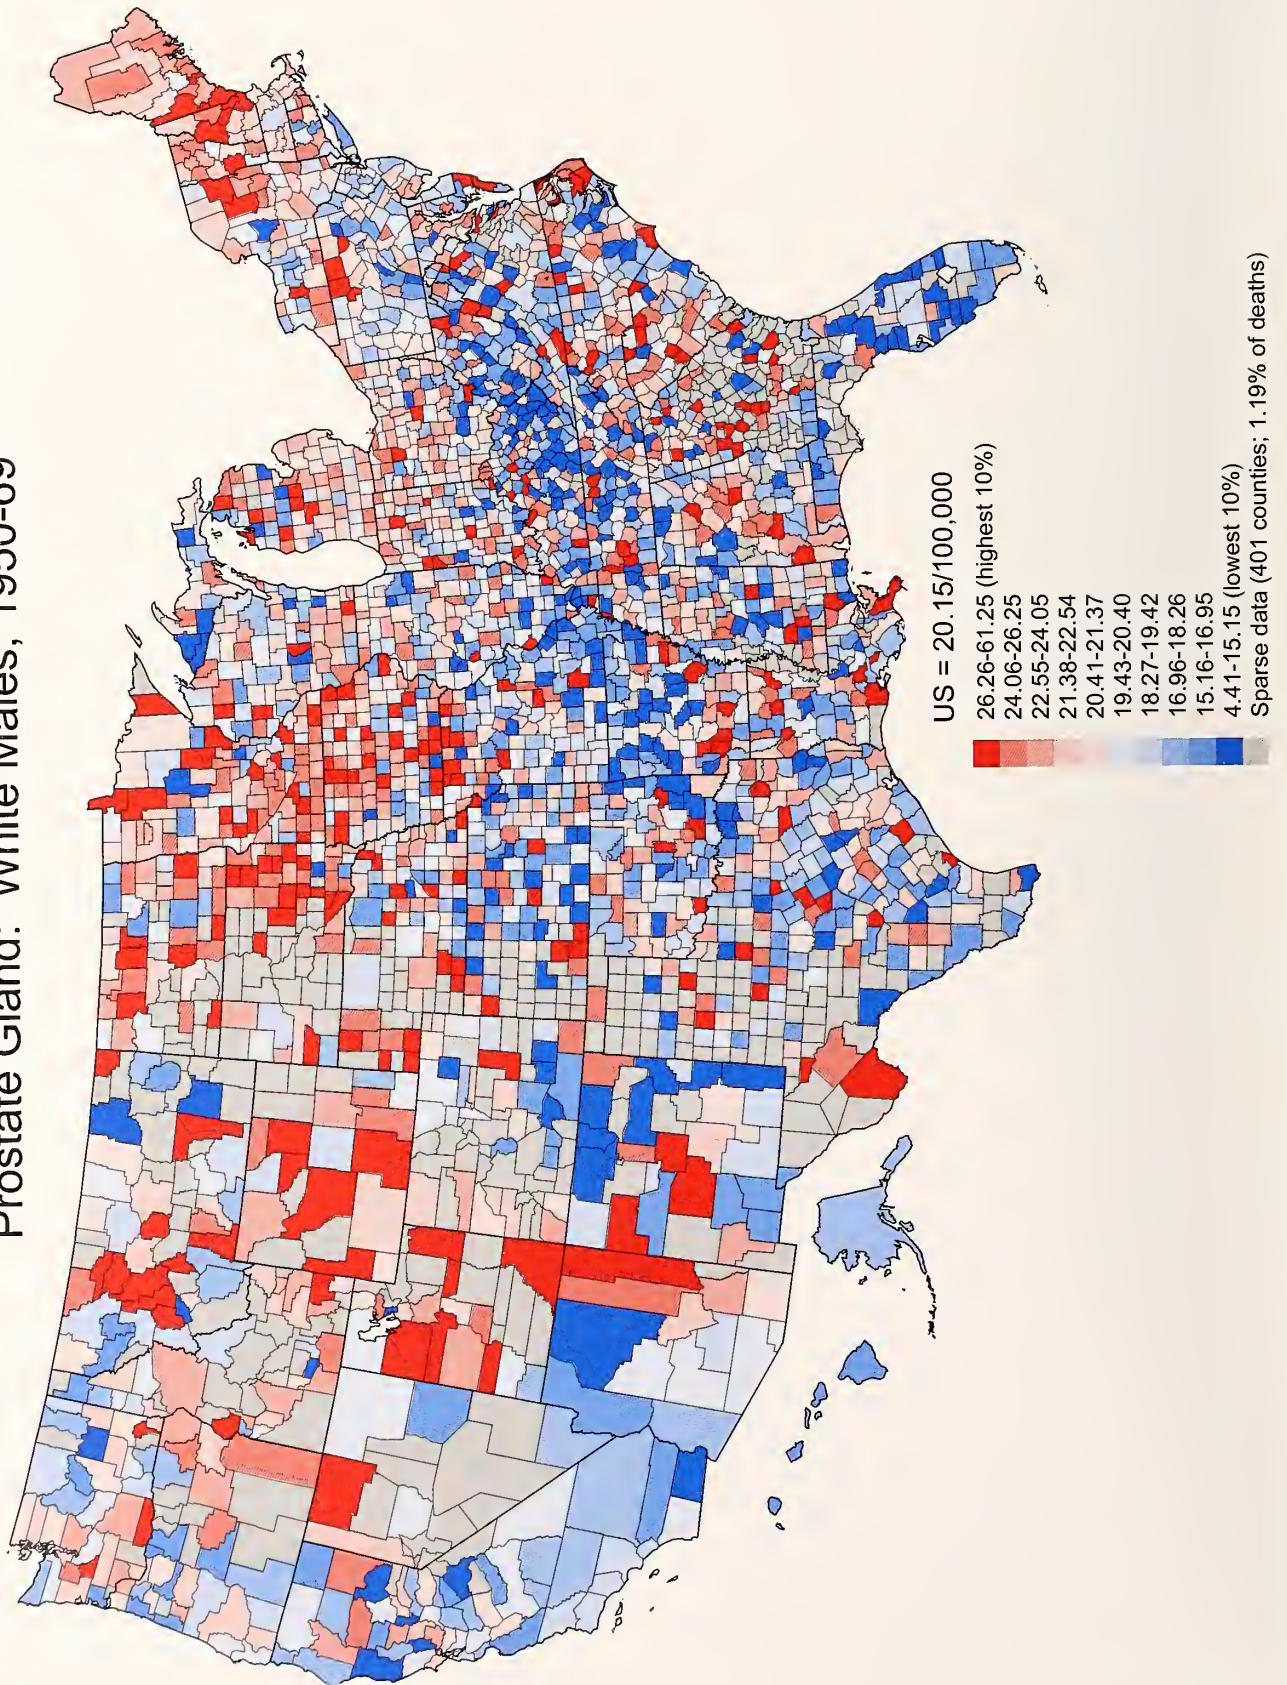 Prostate Gland: White Males, 1950-69
US = 20.15/100,000
26.26-61.25 (highest 10%)
24.06-26.25
22.55-24.05
21.38-22.54
20.41-21.37
19.43-20.40
18.27-19.42
16.96-18.26
15.16-16.95
4.41-15.15 (lowest 10%)
Sparse data (401 counties; 1.19% of deaths)